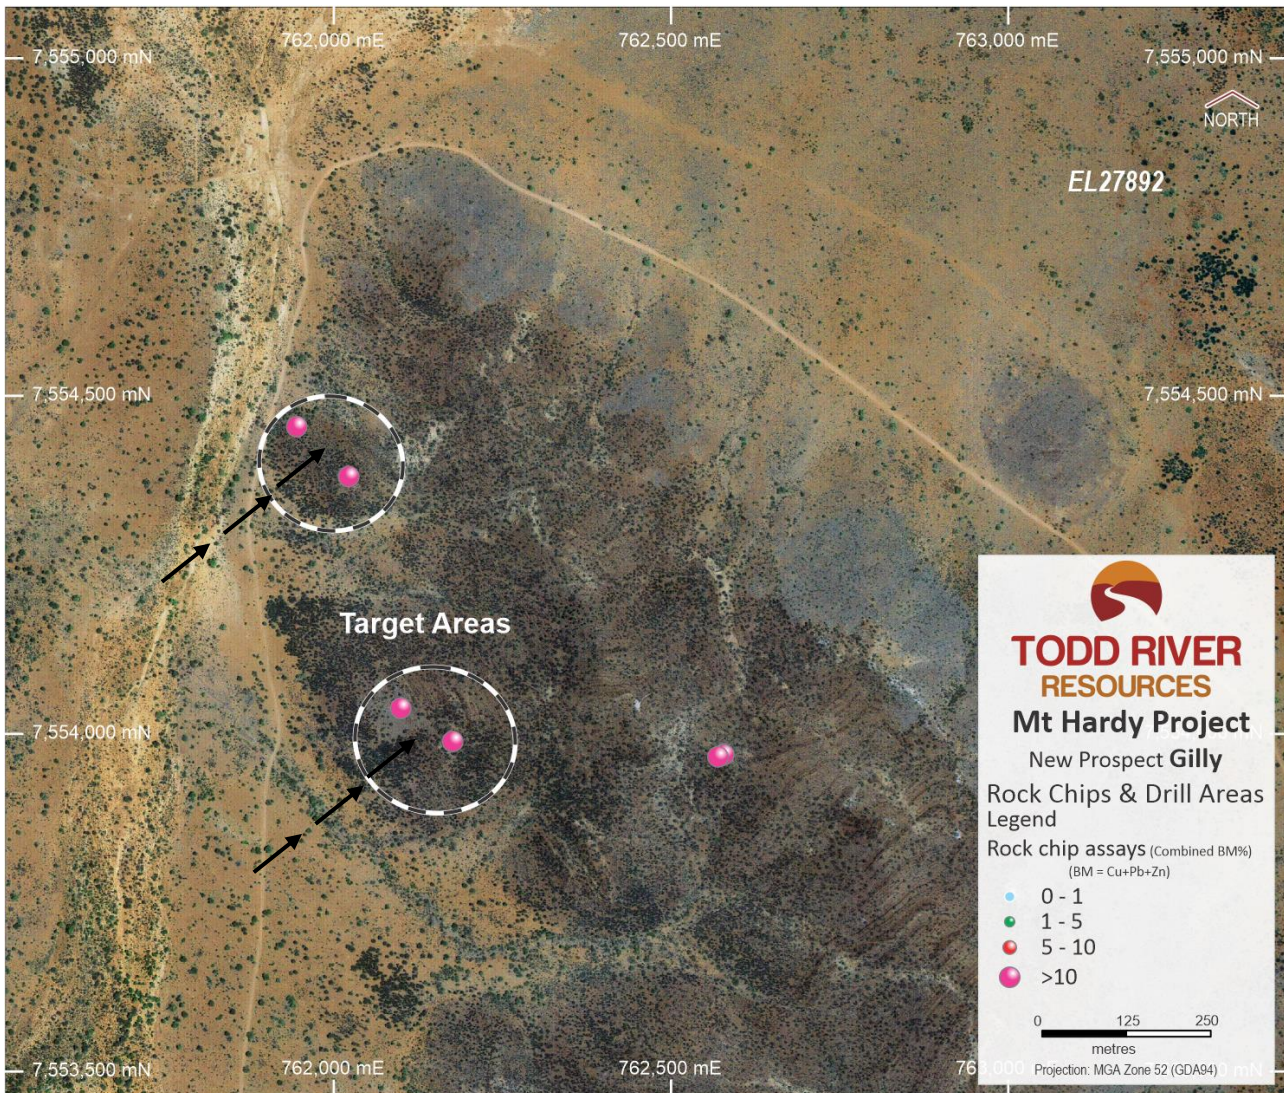 762,000 mE
762,500 mE
763,000 mE
7,555,000 mN
7,555,000 mN
NORTH
EL27892
7,554,500 mN
7,554,500 mN
Target Areas
7,554,000 mN
TODD RIVER
RESOURCES
Mt Hardy Project
New Prospect Gilly
Rock Chips & Drill Areas
Legend
Rock chip assays (Combined BM%)
(BM = Cu+Pb+Zn)
0 - 1
1 - 5
5 - 10
>10
0 125 250
metres
Projection: MGA Zone 52 (GDA94)
7,553,500 mN
762,000 mE
762,500 mE